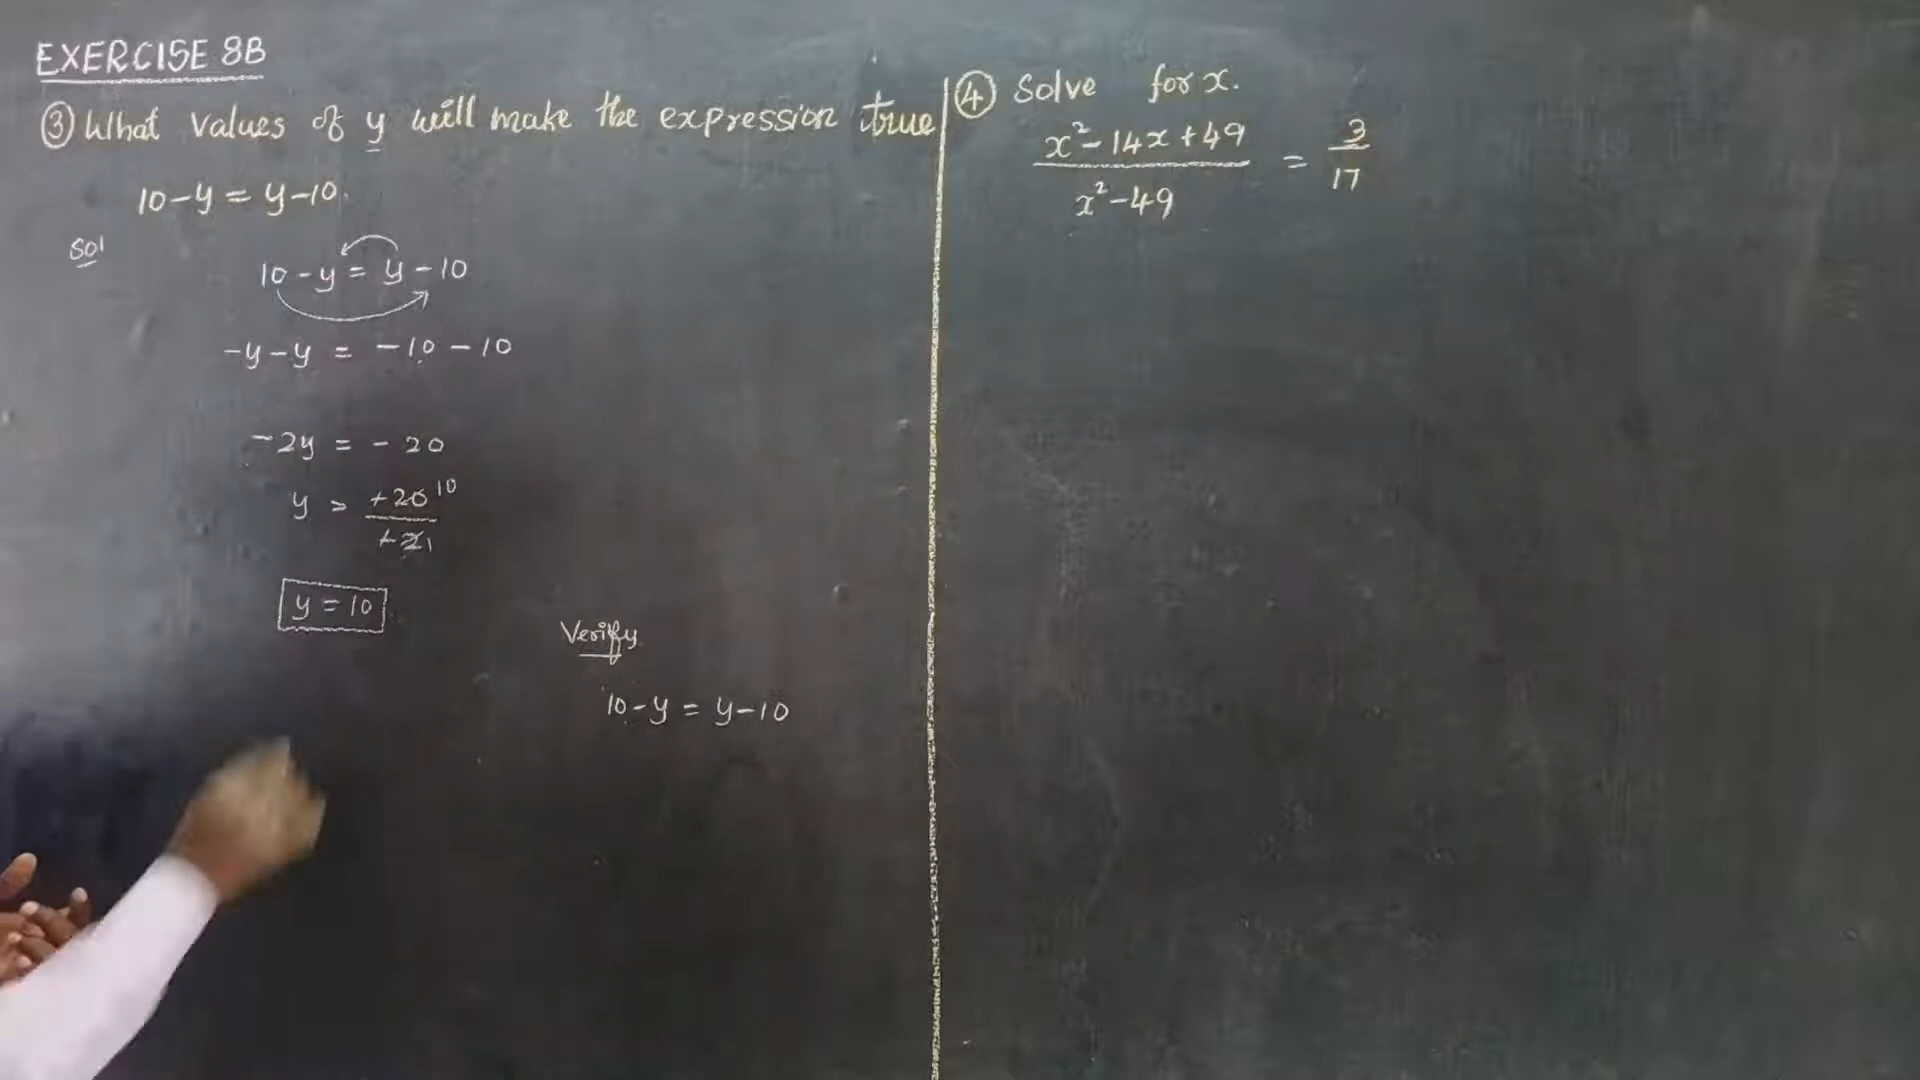 EXERCISE 8B
③ What values of y will make the expression true
10-y = y-10.
Sol
10 - y = y - 10
-y - y = -10 - 10
-2y = - 20
y = +20 10
+2 1
y = 10
Verify
10-y = y-10
④ Solve for x.
x²-14x+49 = 3
x²-49 17